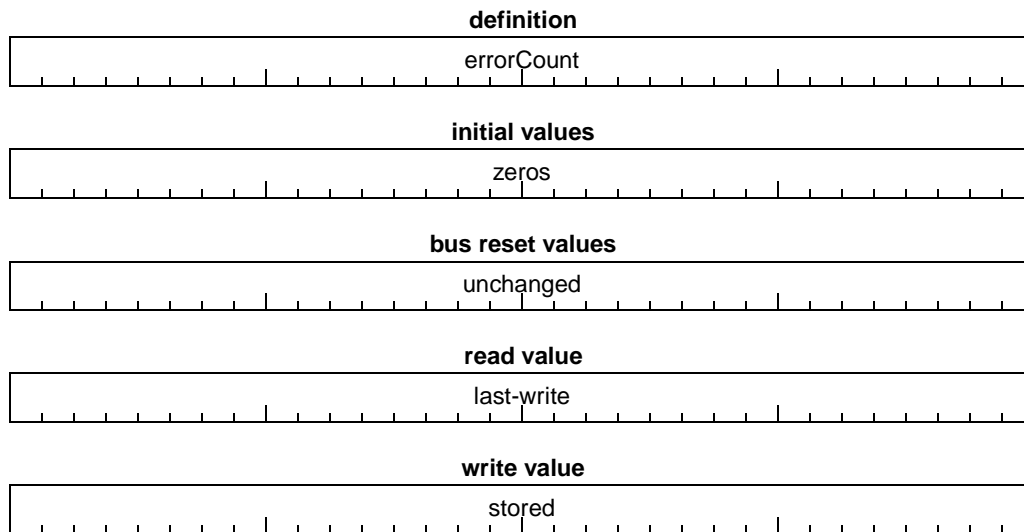 definition
errorCount
initial values
zeros
bus reset values
unchanged
read value
last-write
write value
stored